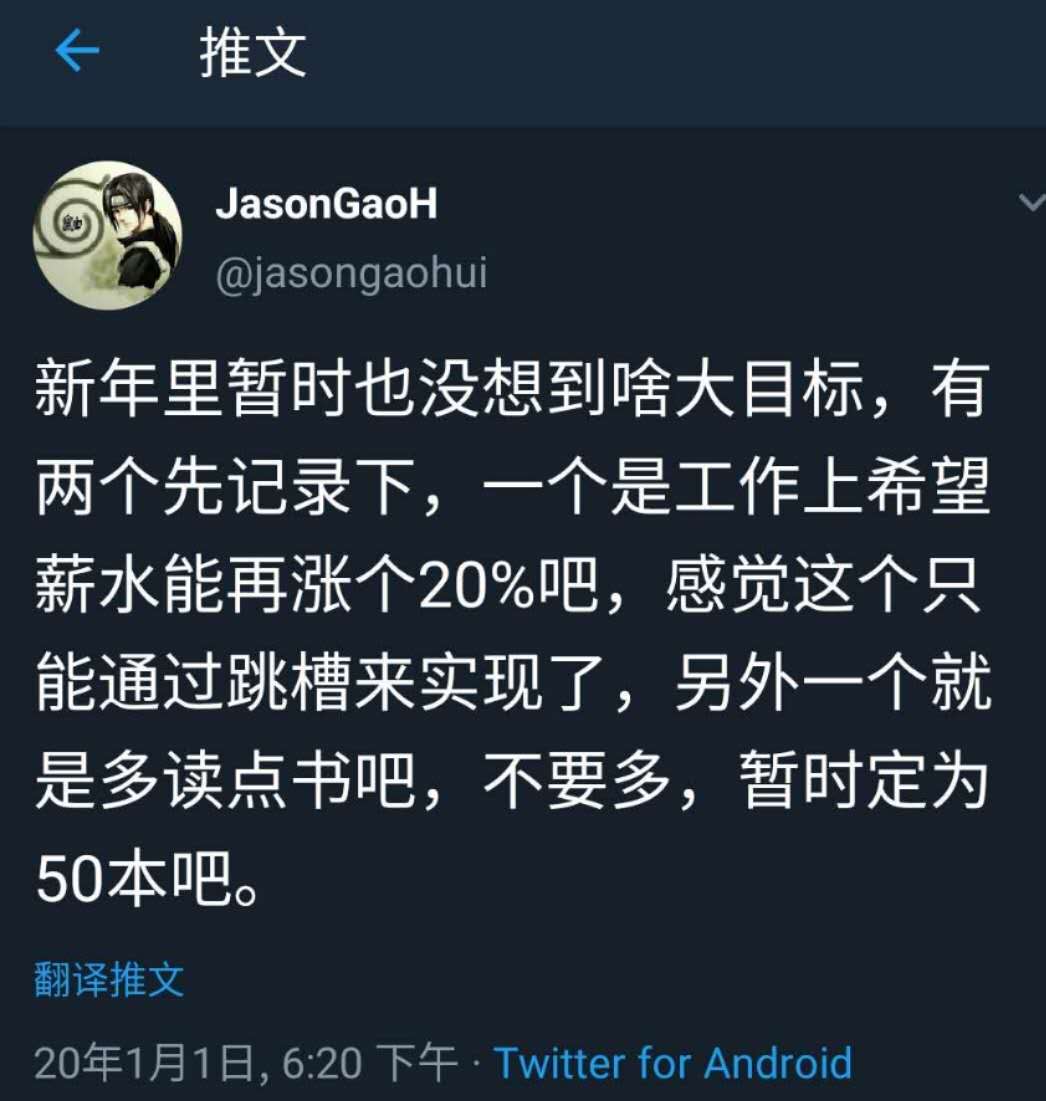 推文
JasonGaoH
@jasongaohui
新年里暂时也没想到啥大目标，有
两个先记录下，一个是工作上希望
薪水能再涨个20%吧，感觉这个只
能通过跳槽来实现了，另外一个就
是多读点书吧，不要多，暂时定为
50本吧。
翻译推文
20年1月1日, 6:20 下午 · Twitter for Android